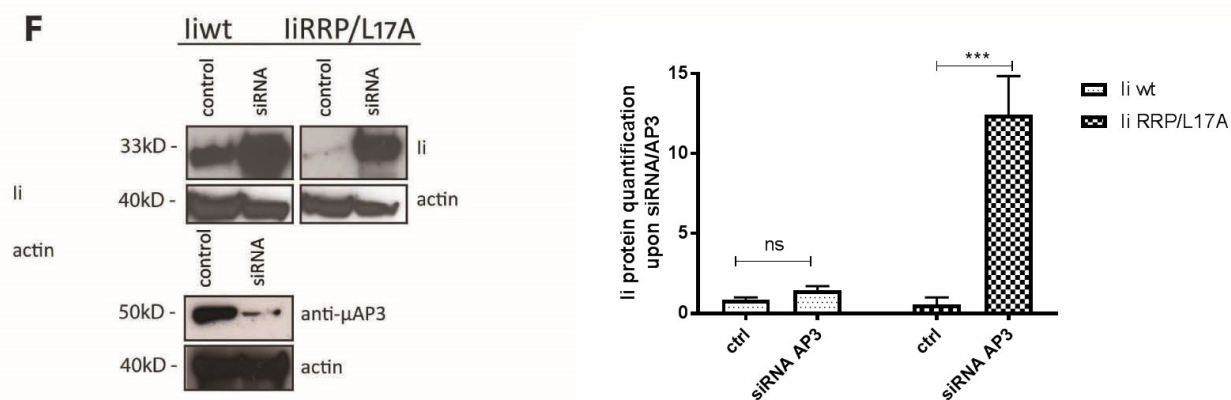 F
Iiwt IiRRP/L17A
control siRNA control siRNA
33kD - Ii
40kD - actin
Ii
actin
control siRNA
50kD - anti-μAP3
40kD - actin
Ii protein quantification
upon siRNA/AP3
15
10
5
0
ns
***
ctrl siRNA AP3 ctrl siRNA AP3
Ii wt
Ii RRP/L17A